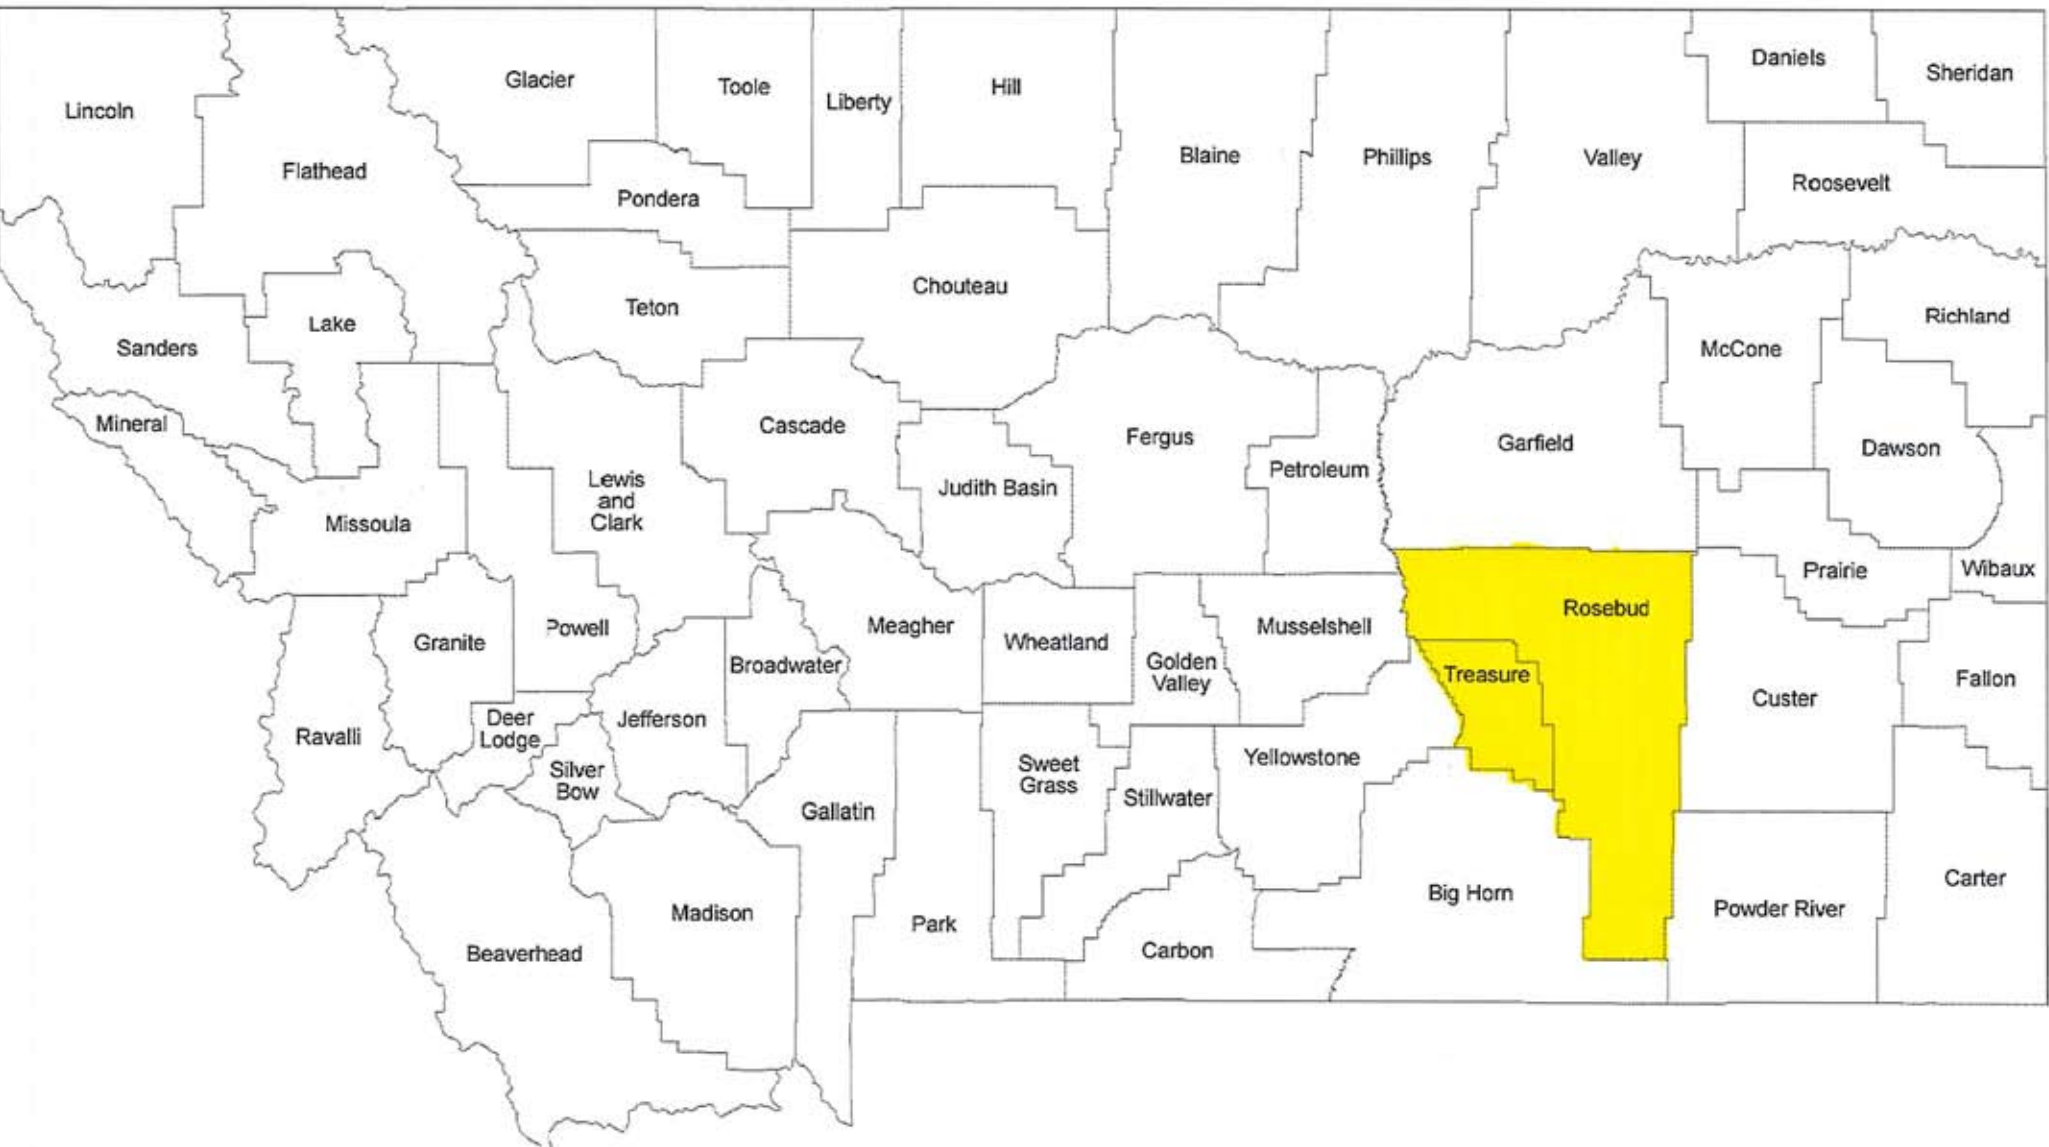 Daniels
Sheridan
Glacier
Toole
Hill
Liberty
Lincoln
Blaine
Phillips
Valley
Flathead
Roosevelt
Pondera
Chouteau
Teton
Richland
Lake
Sanders
McCone
Mineral
Cascade
Fergus
Garfield
Dawson
Petroleum
Judith Basin
Lewis
and
Clark
Missoula
Prairie
Wibaux
Rosebud
Powell
Meagher
Musselshell
Granite
Wheatland
Broadwater
Golden
Valley
Treasure
Fallon
Custer
Jefferson
Deer
Lodge
Ravalli
Yellowstone
Silver
Bow
Sweet
Grass
Stillwater
Gallatin
Big Horn
Carter
Powder River
Madison
Park
Carbon
Beaverhead